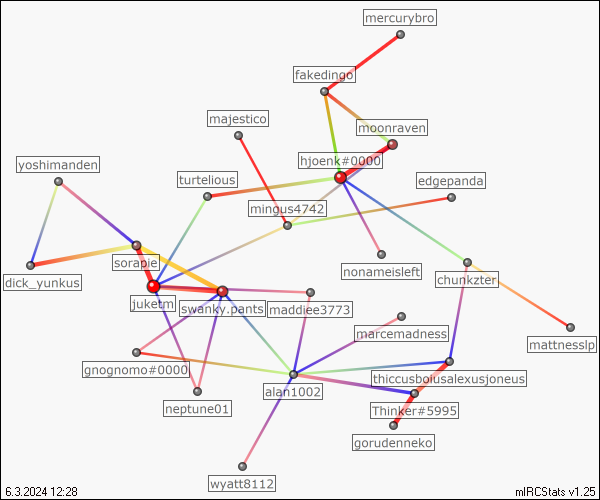 mercurybro
fakedingo
majestico
moonraven
hjoenk#0000
yoshimanden
turtelious
edgepanda
mingus4742
sorapie
nonameisleft
chunkzter
dick_yunkus
juketm
swanky.pants
maddiee3773
marcemadness
mattnesslp
gnognomo#0000
thiccusboiusalexusjoneus
alan1002
neptune01
Thinker#5995
gorudenneko
wyatt8112
6.3.2024 12:28
mIRCStats v1.25